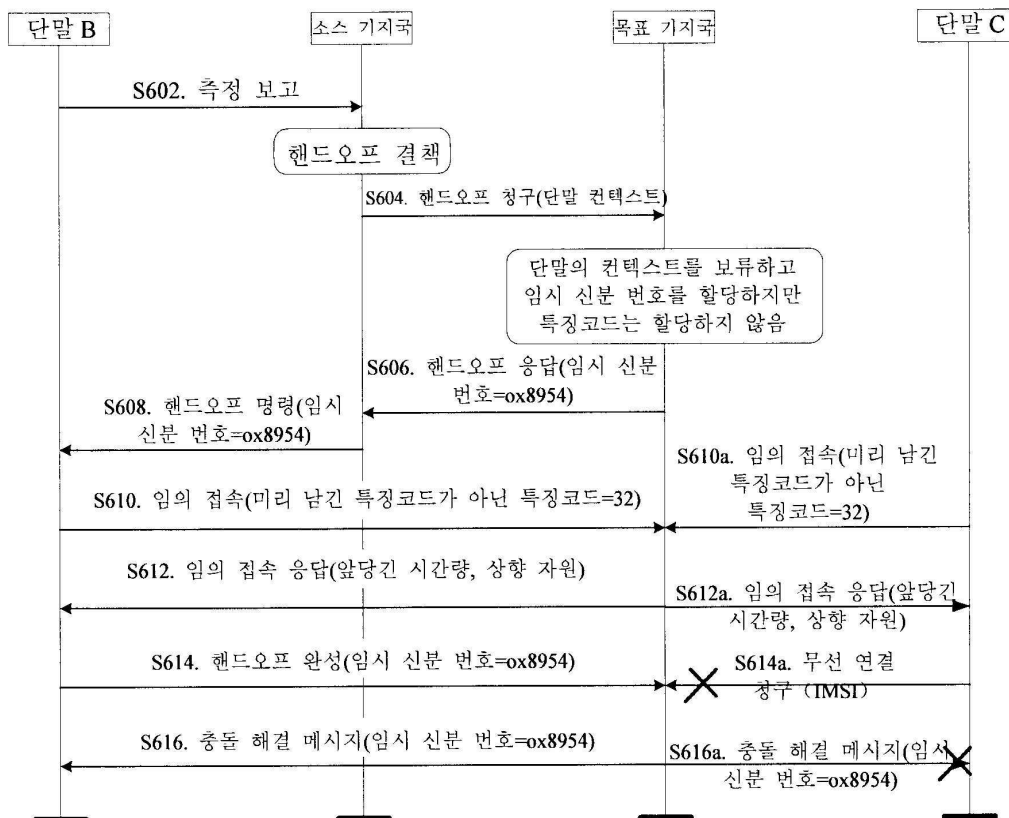 단말 B
소스 기지국
목표 기지국
단말 C
S602. 측정 보고
핸드오프 결책
S604. 핸드오프 청구(단말 컨텍스트)
단말의 컨텍스트를 보류하고
임시 신분 번호를 할당하지만
특징코드는 할당하지 않음
S606. 핸드오프 응답(임시 신분
번호=ox8954)
S608. 핸드오프 명령(임시
신분 번호=ox8954)
S610a. 임의 접속(미리 남긴
특징코드가 아닌
특징코드=32)
S610. 임의 접속(미리 남긴 특징코드가 아닌 특징코드=32)
S612. 임의 접속 응답(앞당긴 시간량, 상향 자원)
S612a. 임의 접속 응답(앞당긴
시간량, 상향 자원)
S614. 핸드오프 완성(임시 신분 번호=ox8954)
S614a. 무선 연결
청구 (IMSI)
S616. 충돌 해결 메시지(임시 신분 번호=ox8954)
S616a. 충돌 해결 메시지(임시
신분 번호=ox8954)